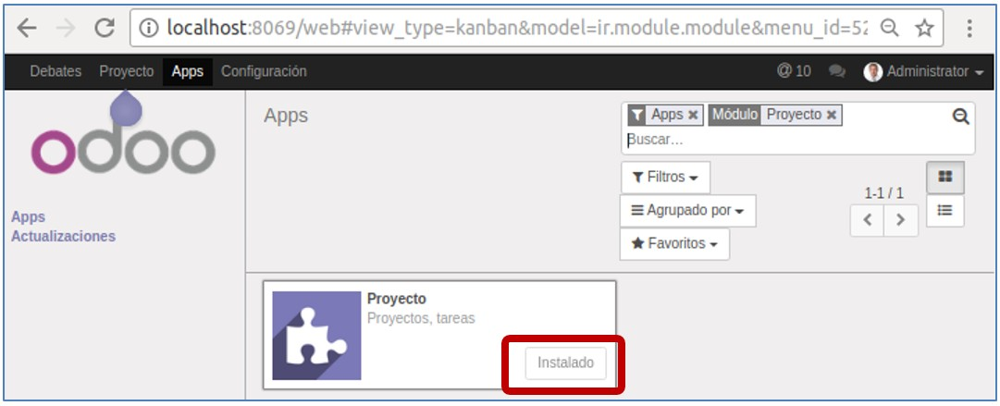 localhost:8069/web#view_type=kanban&model=ir.module.module&menu_id=52
Debates Proyecto Apps Configuración @ 10 Administrator
odoo
Apps
Actualizaciones
Apps
Apps Módulo Proyecto
Buscar...
Filtros
Agrupado por
Favoritos
1-1 / 1
Proyecto
Proyectos, tareas
Instalado